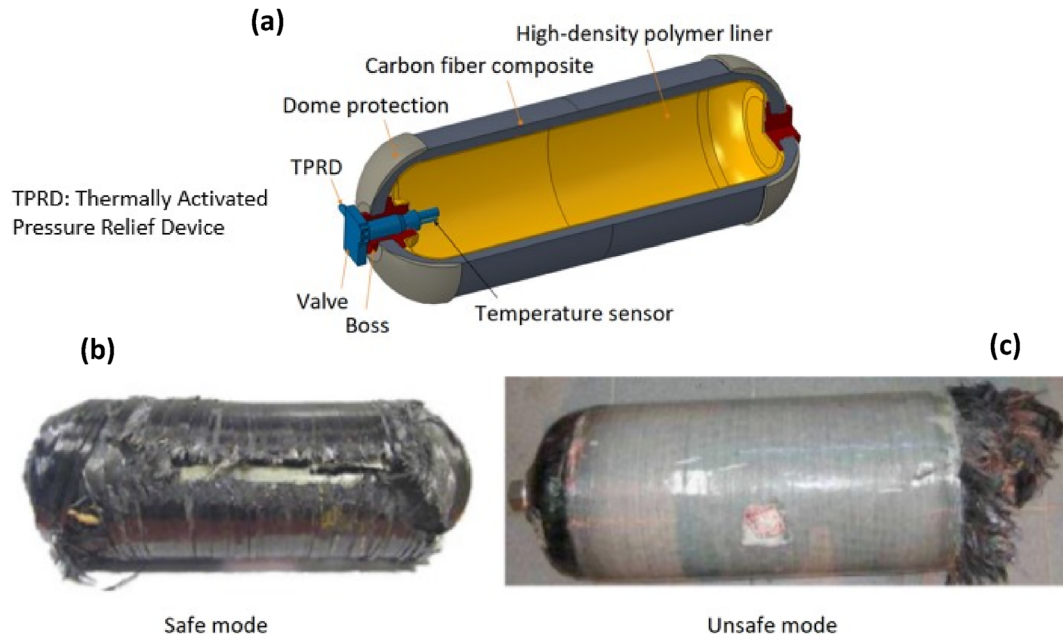 (a)
High-density polymer liner
Carbon fiber composite
Dome protection
TPRD
TPRD: Thermally Activated
Pressure Relief Device
Valve
Boss
Temperature sensor
(b)
(c)
Safe mode
Unsafe mode